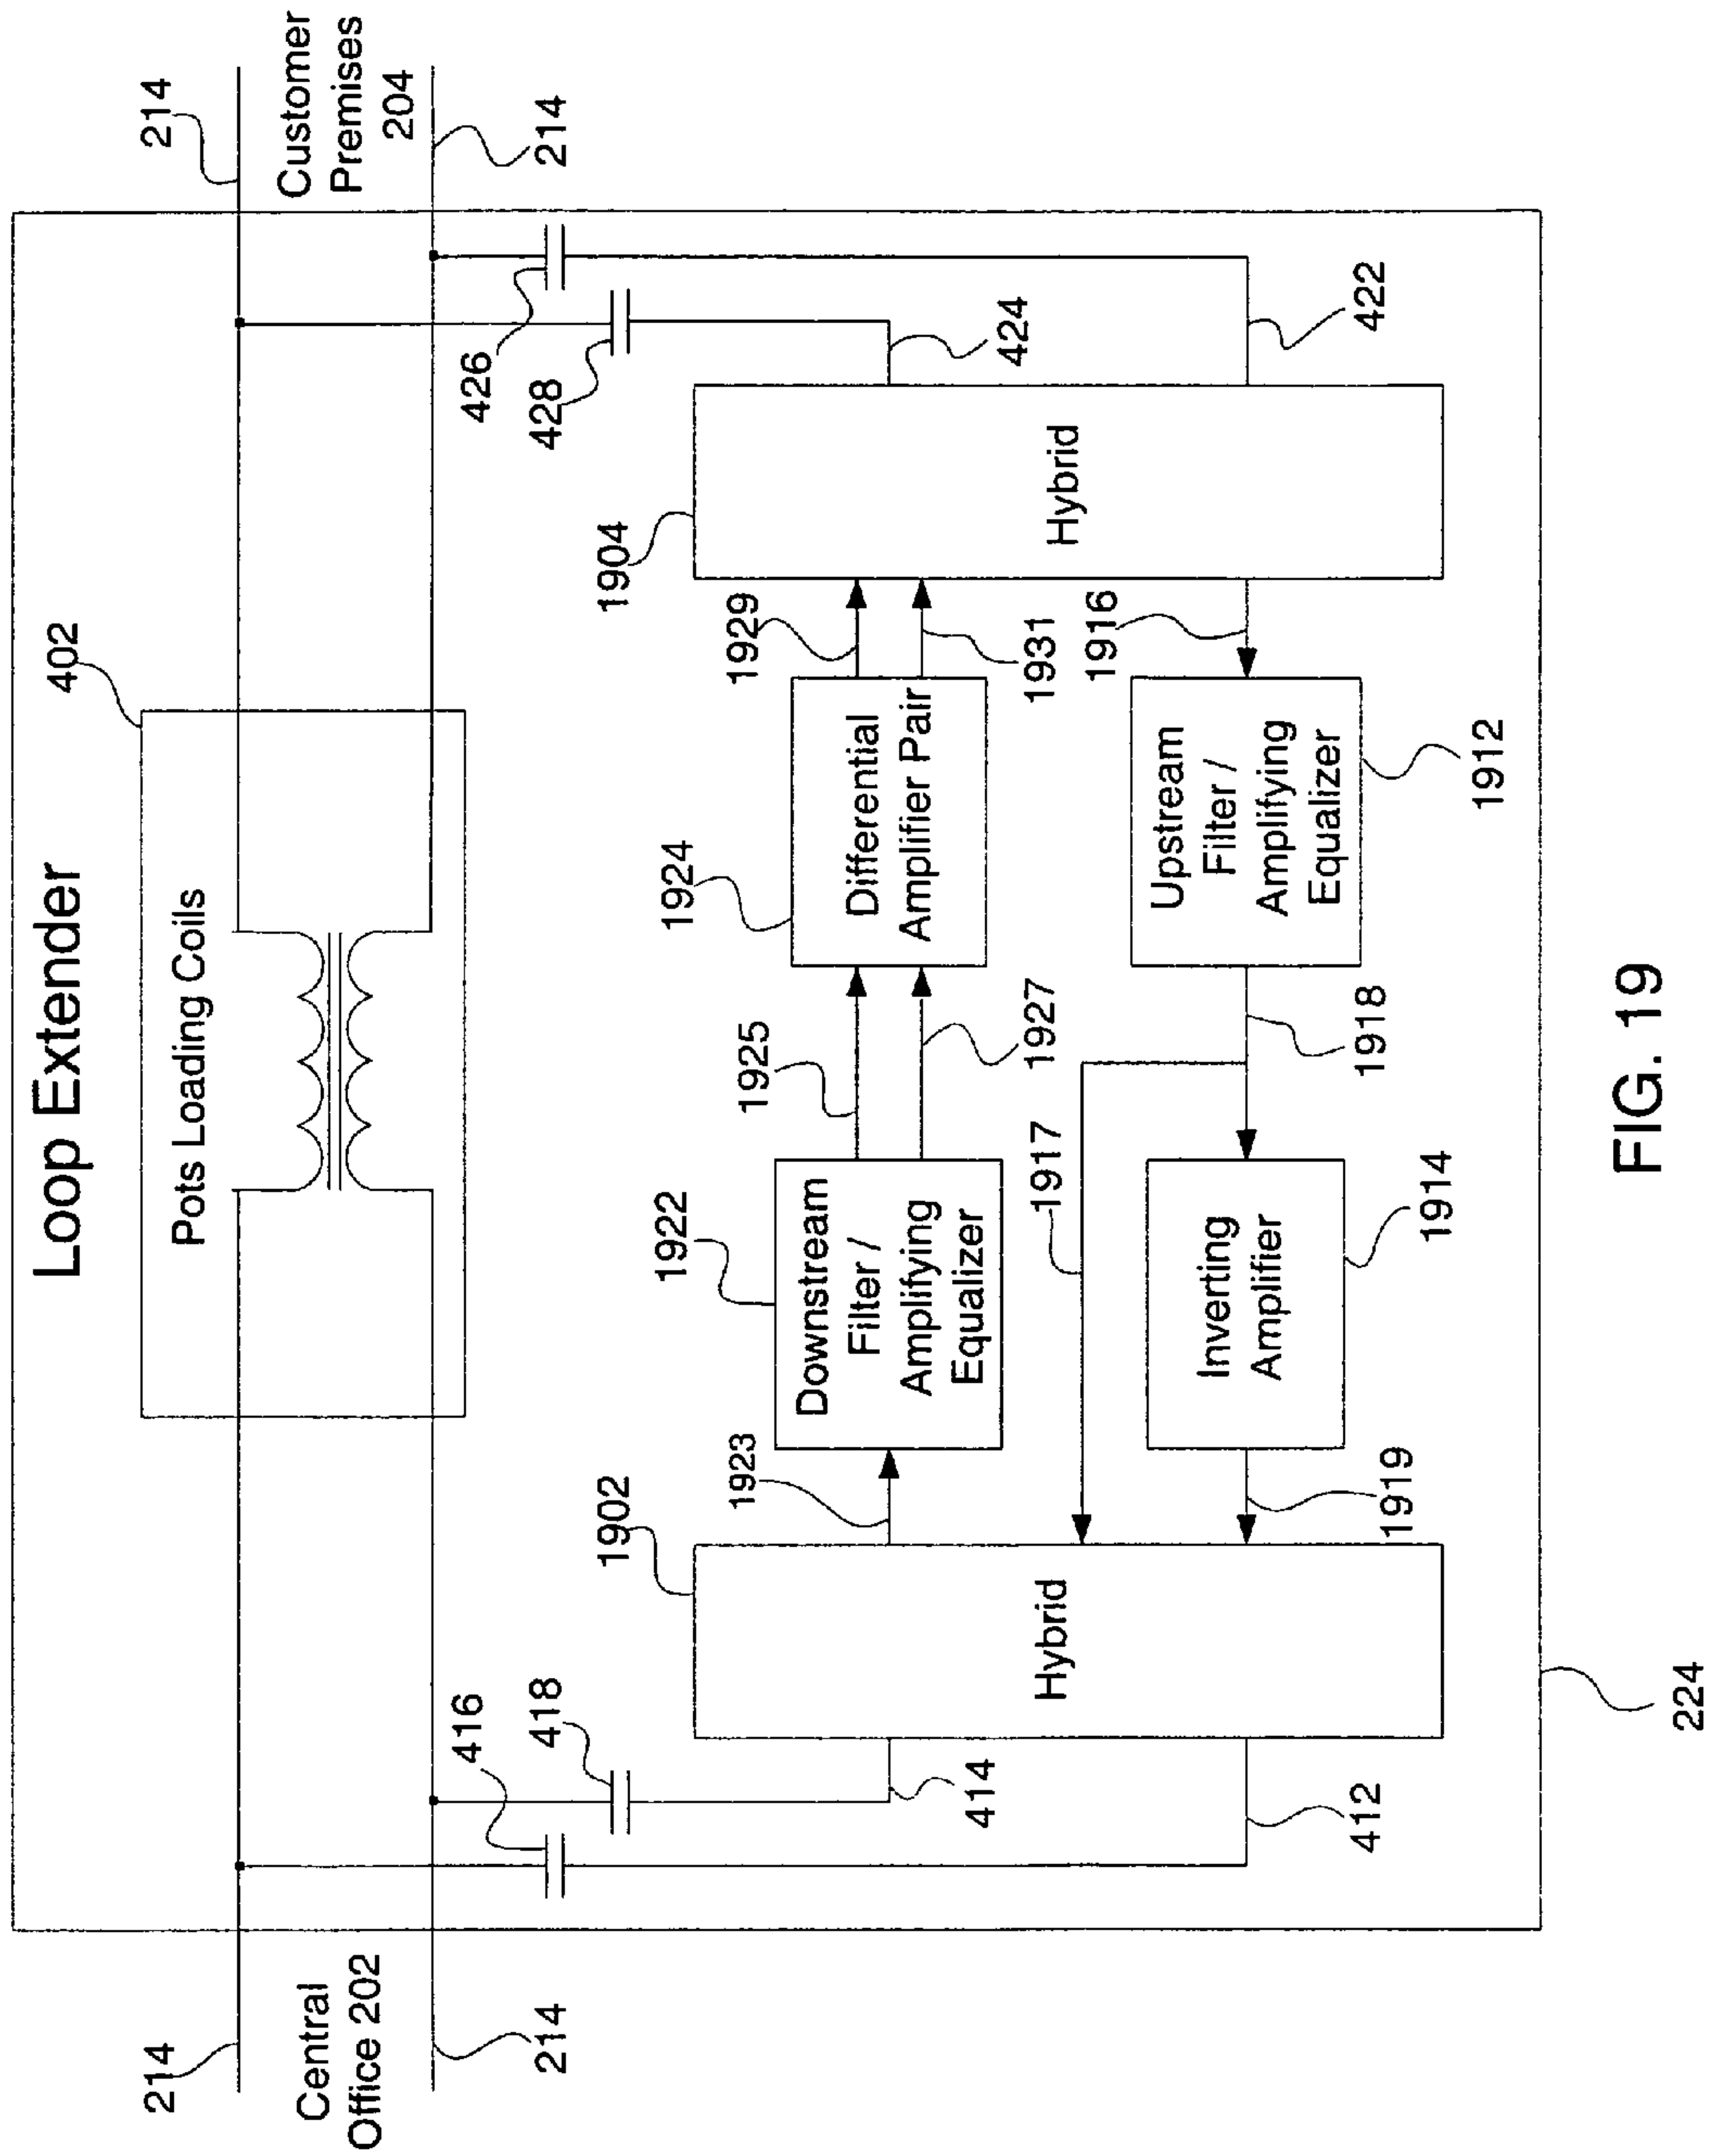 Loop Extender
402
Pots Loading Coils
214
214
Central
Office 202
214
214
Customer
Premises
204
416
418
426
428
414
412
424
422
1902
Hybrid
1904
Hybrid
1923
1922
Downstream
Filter /
Amplifying
Equalizer
1925
1927
1924
Differential
Amplifier Pair
1929
1931
1916
Upstream
Filter /
Amplifying
Equalizer
1912
1918
1917
Inverting
Amplifier
1914
1919
224
FIG. 19